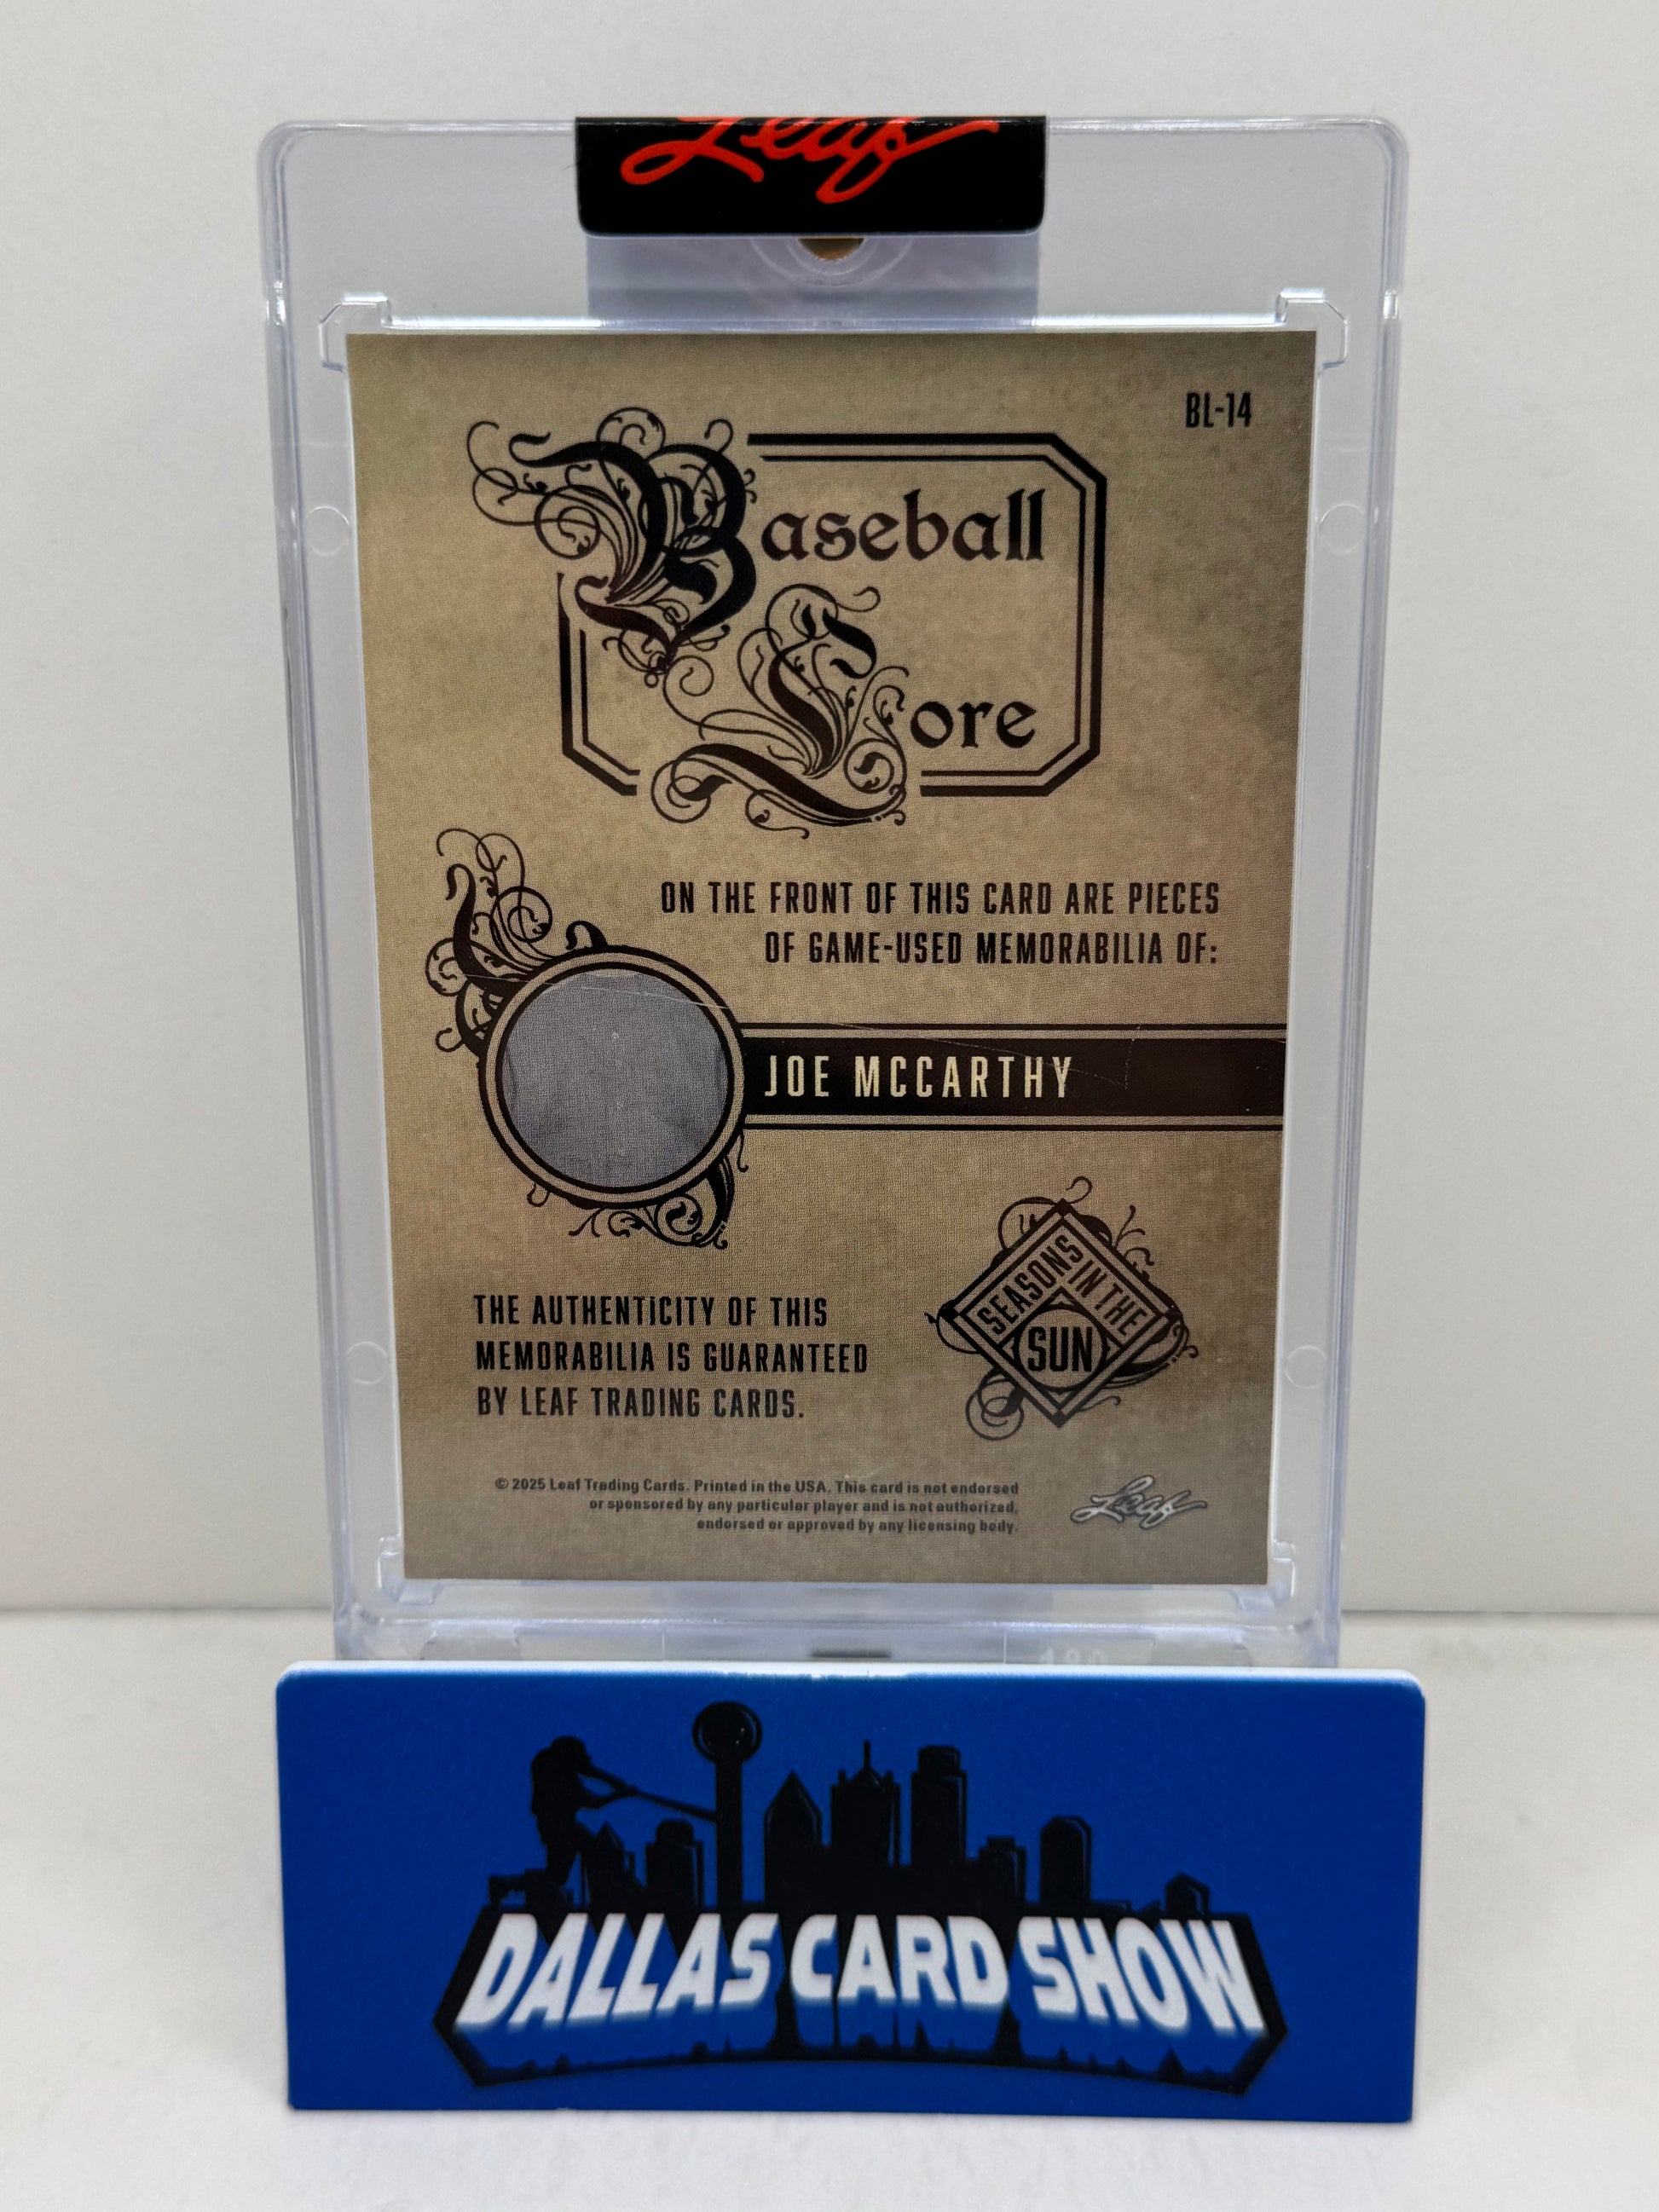 Leaf
BL-14
Baseball
Lore
ON THE FRONT OF THIS CARD ARE PIECES
OF GAME-USED MEMORABILIA OF:
JOE MCCARTHY
SEASONS IN THE
SUN
THE AUTHENTICITY OF THIS
MEMORABILIA IS GUARANTEED
BY LEAF TRADING CARDS.
© 2025 Leaf Trading Cards. Printed in the USA. This card is not endorsed
or sponsored by any particular player and is not authorized,
endorsed or approved by any licensing body.
Leaf
DALLAS CARD SHOW